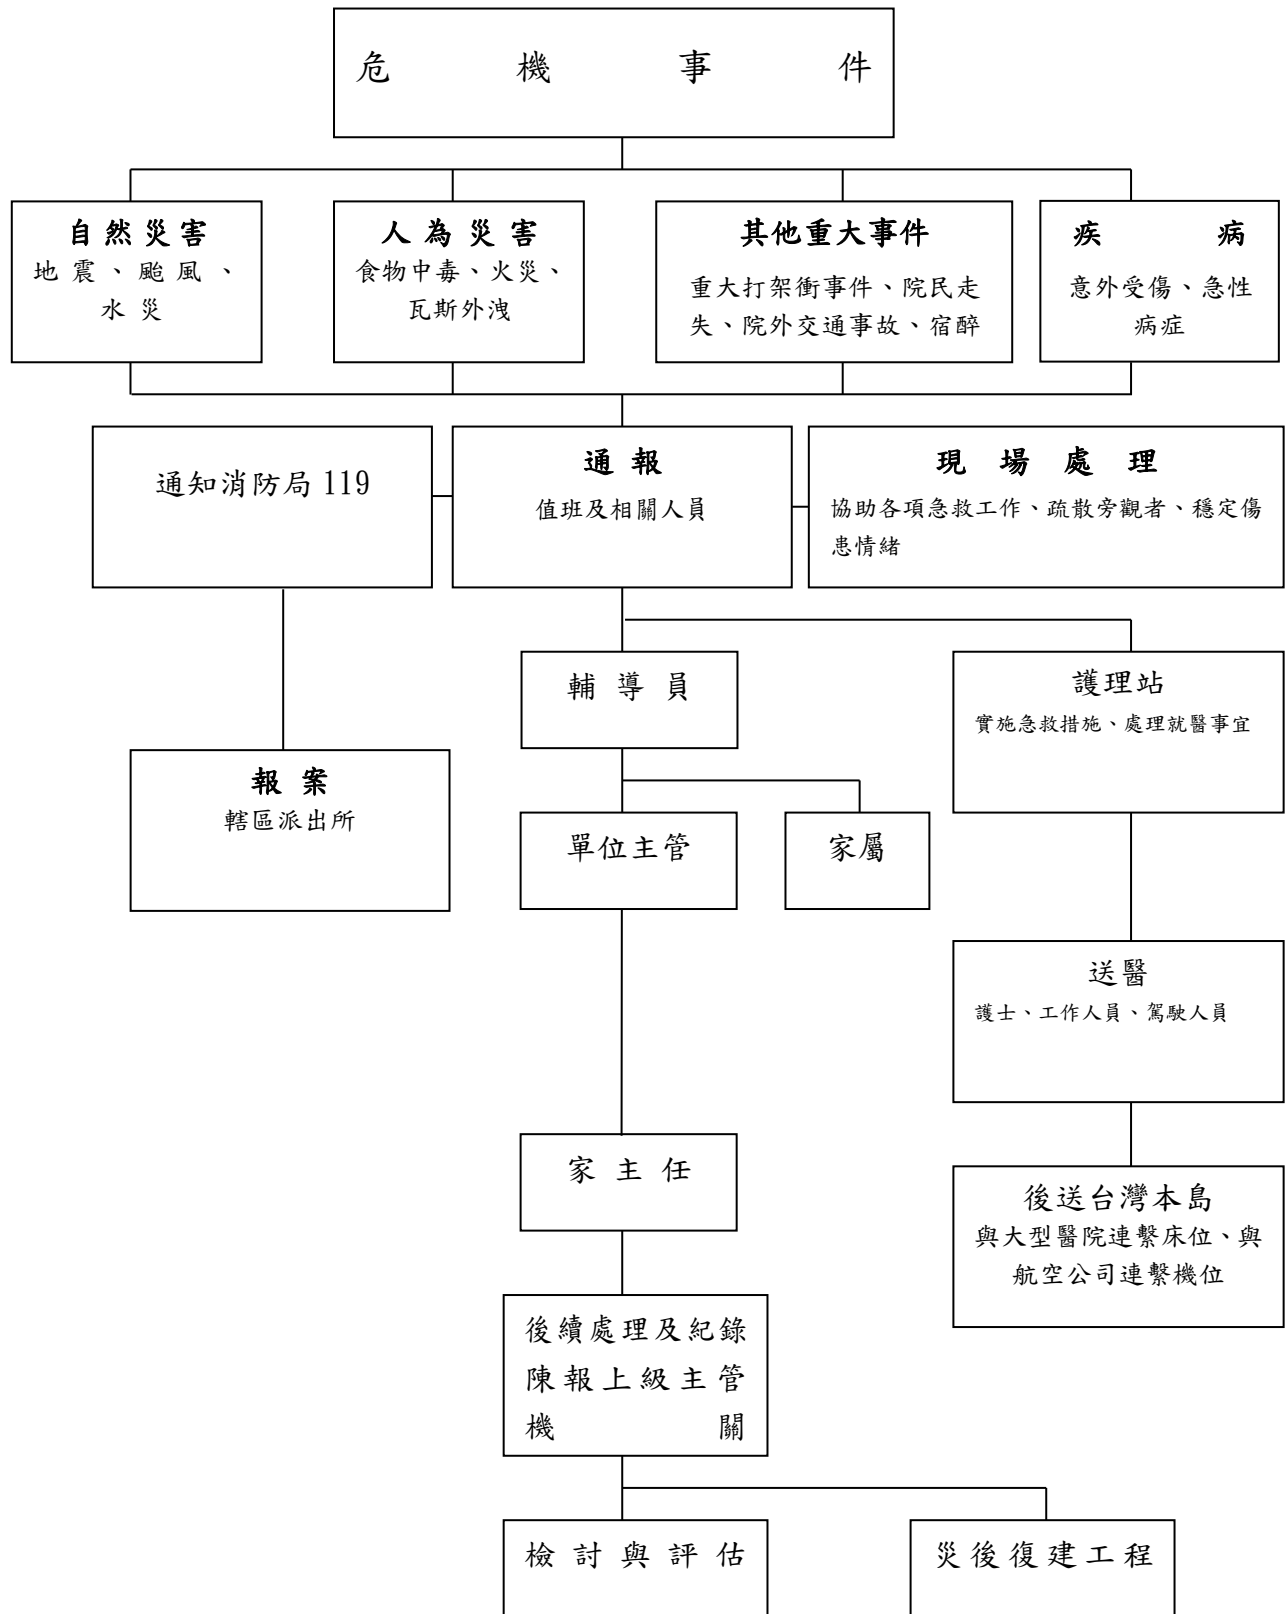 危機事件
自然災害
地震、颱風、
水災
人為災害
食物中毒、火災、
瓦斯外洩
其他重大事件
重大打架衝事件、院民走
失、院外交通事故、宿醉
疾病
意外受傷、急性
病症
通知消防局 119
通報
值班及相關人員
現場處理
協助各項急救工作、疏散旁觀者、穩定傷
患情緒
輔導員
護理站
實施急救措施、處理就醫事宜
報案
轄區派出所
單位主管
家屬
送醫
護士、工作人員、駕駛人員
家主任
後送台灣本島
與大型醫院連繫床位、與
航空公司連繫機位
後續處理及紀錄
陳報上級主管
機關
檢討與評估
災後復建工程